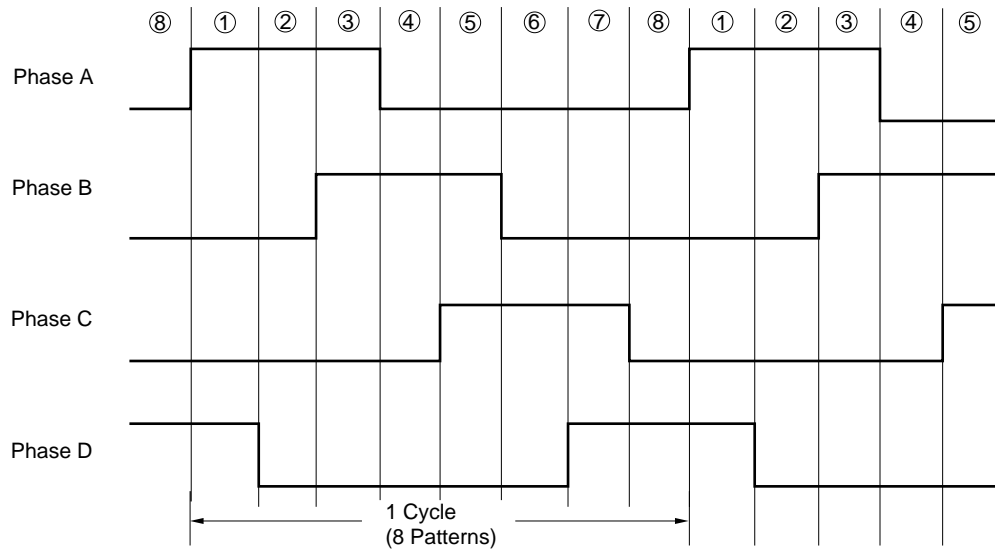 ⑧ ① ② ③ ④ ⑤ ⑥ ⑦ ⑧ ① ② ③ ④ ⑤
Phase A
Phase B
Phase C
Phase D
1 Cycle
(8 Patterns)